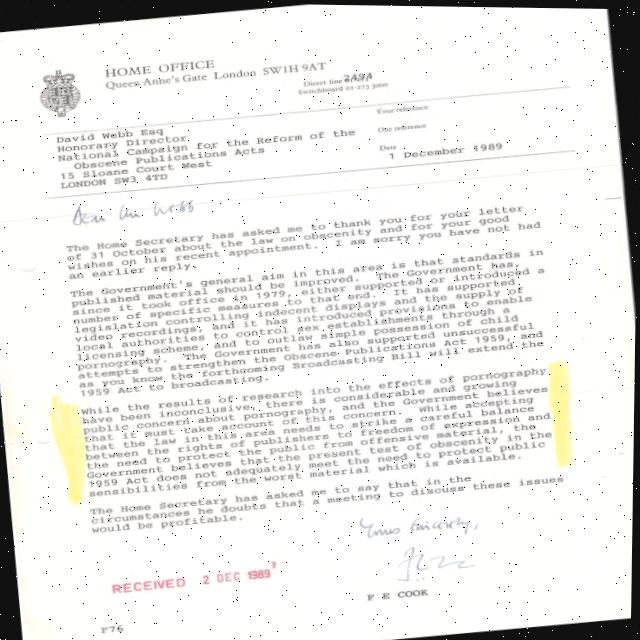 HOME OFFICE
Queen Anne's Gate London SW1H 9AT
Direct line 01-273 2494
Switchboard 01-273 3000
Your reference
Our reference
Date
1 December 1989
David Webb Esq
Honorary Director
National Campaign for the Reform of the
Obscene Publications Acts
15 Sloane Court West
LONDON SW3 4TD
Dear Mr Webb
The Home Secretary has asked me to thank you for your letter
of 31 October about the law on obscenity and for your good
wishes on his recent appointment. I am sorry you have not had
an earlier reply.
The Government's general aim in this area is that standards in
published material should be improved. The Government has,
since it took office in 1979, either supported or introduced a
number of specific measures to that end. It has supported
legislation controlling indecent displays and the supply of
video recordings, and it has introduced provisions to enable
local authorities to control sex establishments through a
licensing scheme, and to outlaw simple possession of child
pornography. The Government has also supported unsuccessful
attempts to strengthen the Obscene Publications Act 1959, and
as you know the forthcoming Broadcasting Bill will extend the
1959 Act to broadcasting.
While the results of research into the effects of pornography
have been inconclusive, there is considerable and growing
public concern about pornography, and the Government believes
that it must take account of this concern. While accepting
that the law in this area needs to strike a careful balance
between the rights of publishers to freedom of expression and
the need to protect the public from offensive material, the
Government believes that the present test of obscenity in the
1959 Act does not adequately meet the need to protect public
sensibilities from the worst material which is available.
The Home Secretary has asked me to say that in the
circumstances he doubts that a meeting to discuss these issues
would be profitable.
Yours sincerely,
F E COOK
RECEIVED 2 DEC 1989
F76